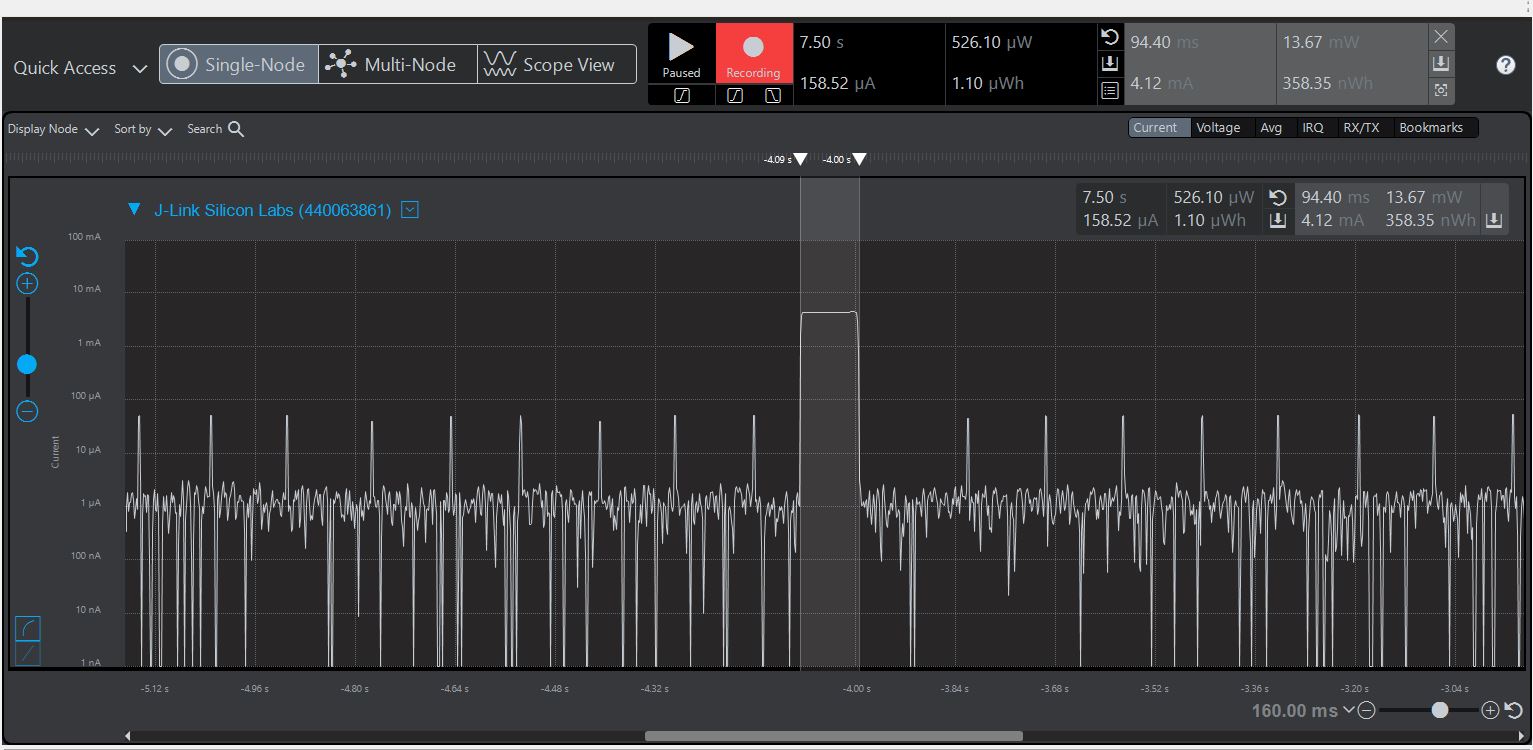 Quick Access
Single-Node
Multi-Node
Scope View
Paused
Recording
7.50 s
158.52 µA
526.10 µW
1.10 µWh
94.40 ms
4.12 mA
13.67 mW
358.35 nWh
Display Node
Sort by
Search
Current
Voltage
Avg
IRQ
RX/TX
Bookmarks
-4.09 s
-4.00 s
J-Link Silicon Labs (440063861)
7.50 s
158.52 µA
526.10 µW
1.10 µWh
94.40 ms
4.12 mA
13.67 mW
358.35 nWh
100 mA
10 mA
1 mA
100 µA
10 µA
1 µA
100 nA
10 nA
1 nA
Current
-5.12 s
-4.96 s
-4.80 s
-4.64 s
-4.48 s
-4.32 s
-4.00 s
-3.84 s
-3.68 s
-3.52 s
-3.36 s
-3.20 s
-3.04 s
160.00 ms